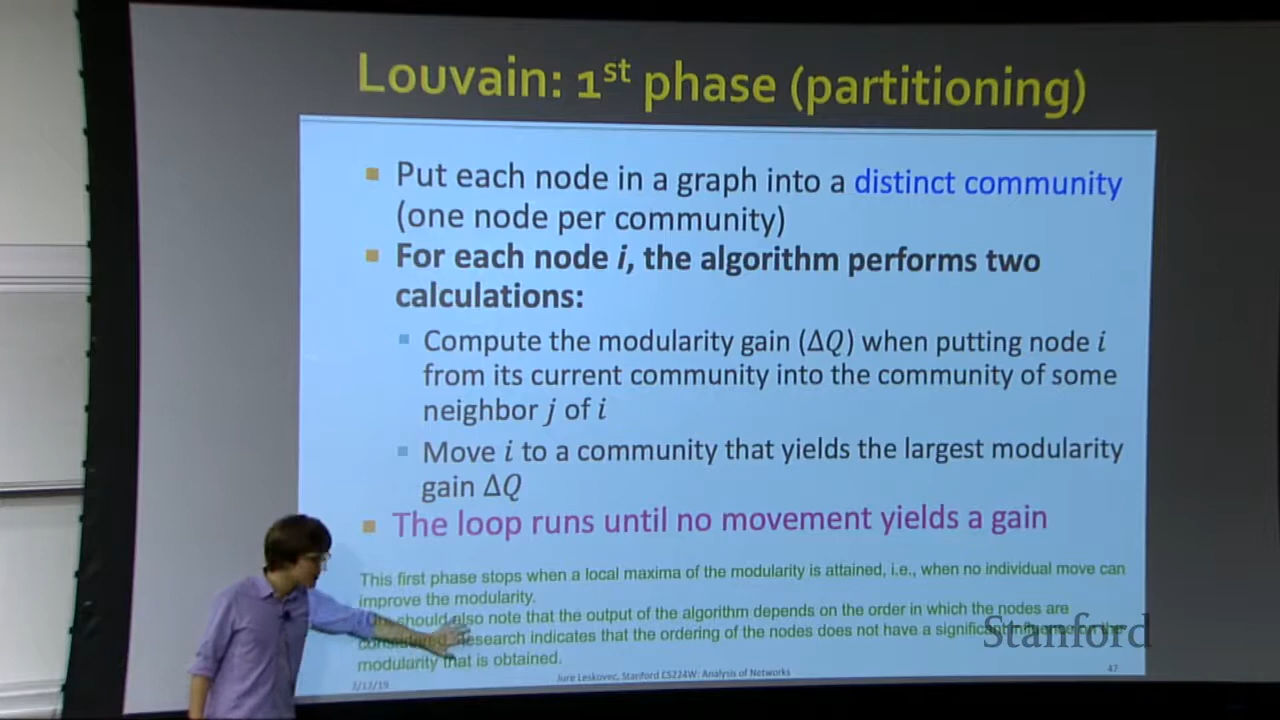 Louvain: 1st phase (partitioning)
Put each node in a graph into a distinct community
(one node per community)
For each node i, the algorithm performs two
calculations:
Compute the modularity gain (ΔQ) when putting node i
from its current community into the community of some
neighbor j of i
Move i to a community that yields the largest modularity
gain ΔQ
The loop runs until no movement yields a gain
This first phase stops when a local maxima of the modularity is attained, i.e., when no individual move can
improve the modularity.
should also note that the output of the algorithm depends on the order in which the nodes are
Research indicates that the ordering of the nodes does not have a significant
modularity that is obtained.
Stanford
Jure Leskovec, Stanford CS224W: Analysis of Networks
47